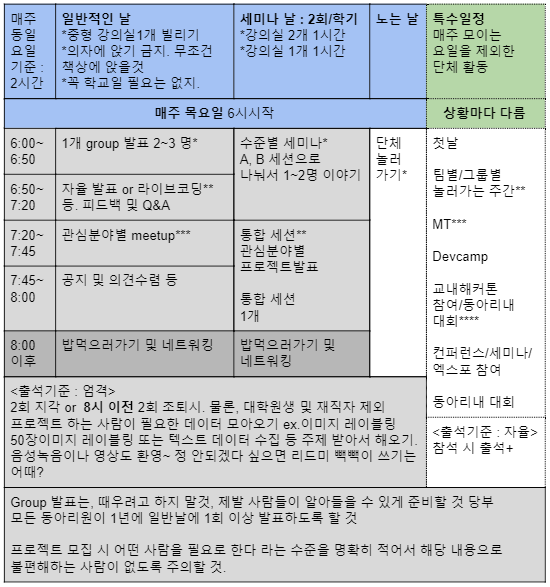 매주
동일
요일
기준 :
2시간
일반적인 날
*중형 강의실1개 빌리기
*의자에 앉기 금지. 무조건
책상에 앉을것
*꼭 학교일 필요는 없지.
세미나 날 : 2회/학기
*강의실 2개 1시간
*강의실 1개 1시간
노는 날
특수일정
매주 모이는
요일을 제외한
단체 활동
매주 목요일 6시시작
상황마다 다름
6:00~
6:50
1개 group 발표 2~3 명*
수준별 세미나*
A, B 세션으로
나눠서 1~2명 이야기
단체
놀러
가기*
6:50~
7:20
자율 발표 or 라이브코딩**
등. 피드백 및 Q&A
7:20~
7:45
관심분야별 meetup***
통합 세션**
관심분야별
프로젝트발표
통합 세션
1개
7:45~
8:00
공지 및 의견수렴 등
8:00
이후
밥먹으러가기 및 네트워킹
밥먹으러가기 및
네트워킹
첫날
팀별/그룹별
놀러가는 주간**
MT***
Devcamp
교내해커톤
참여/동아리내
대회****
컨퍼런스/세미나/
엑스포 참여
동아리내 대회
<출석기준 : 엄격>
2회 지각 or 8시 이전 2회 조퇴시. 물론, 대학원생 및 재직자 제외
프로젝트 하는 사람이 필요한 데이터 모아오기 ex.이미지 레이블링
50장이미지 레이블링 또는 텍스트 데이터 수집 등 주제 받아서 해오기.
음성녹음이나 영상도 환영~ 정 안되겠다 싶으면 리드미 빽빽이 쓰기는
어때?
<출석기준 : 자율>
참석 시 출석+
Group 발표는, 때우려고 하지 말것, 제발 사람들이 알아들을 수 있게 준비할 것 당부
모든 동아리원이 1년에 일반날에 1회 이상 발표하도록 할 것
프로젝트 모집 시 어떤 사람을 필요로 한다 라는 수준을 명확히 적어서 해당 내용으로
불편해하는 사람이 없도록 주의할 것.